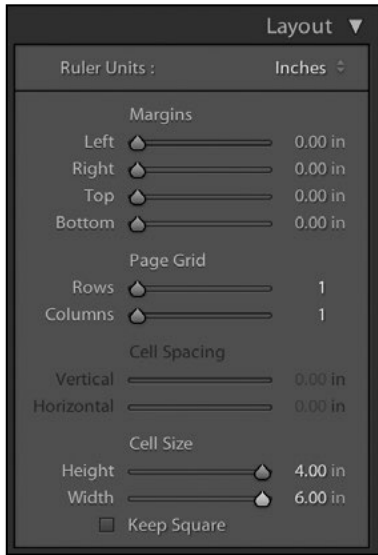 Layout ▼
Ruler Units : Inches
Margins
Left 0.00 in
Right 0.00 in
Top 0.00 in
Bottom 0.00 in
Page Grid
Rows 1
Columns 1
Cell Spacing
Vertical 0.00 in
Horizontal 0.00 in
Cell Size
Height 4.00 in
Width 6.00 in
Keep Square